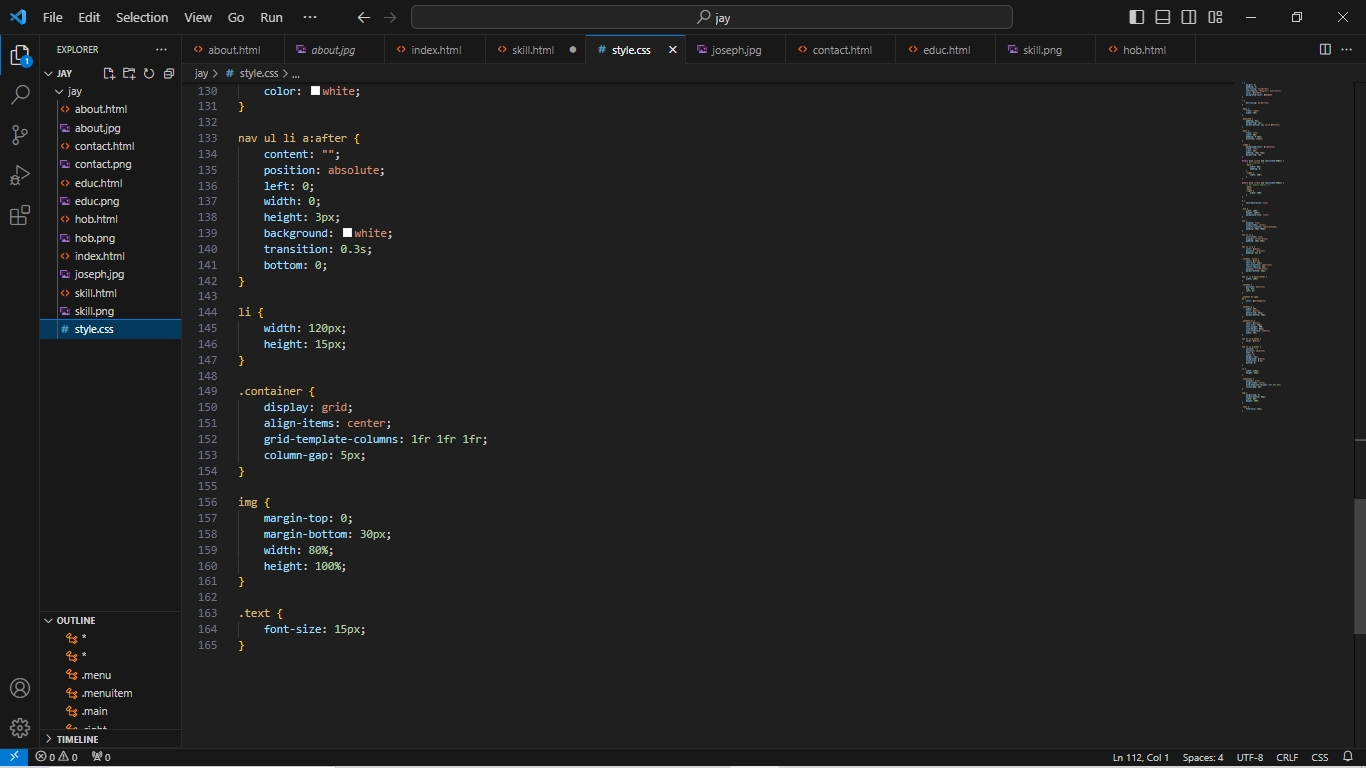 File Edit Selection View Go Run ···
jay
EXPLORER ···
about.html about.jpg index.html skill.html style.css joseph.jpg contact.html educ.html skill.png hob.html
JAY
jay > # style.css > ...
1
jay
about.html
about.jpg
contact.html
contact.png
educ.html
educ.png
hob.html
hob.png
index.html
joseph.jpg
skill.html
skill.png
# style.css
130 color: white;
131 }
132
133 nav ul li a:after {
134 content: "";
135 position: absolute;
136 left: 0;
137 width: 0;
138 height: 3px;
139 background: white;
140 transition: 0.3s;
141 bottom: 0;
142 }
143
144 li {
145 width: 120px;
146 height: 15px;
147 }
148
149 .container {
150 display: grid;
151 align-items: center;
152 grid-template-columns: 1fr 1fr 1fr;
153 column-gap: 5px;
154 }
155
156 img {
157 margin-top: 0;
158 margin-bottom: 30px;
159 width: 80%;
160 height: 100%;
161 }
162
163 .text {
164 font-size: 15px;
165 }
OUTLINE
*
*
.menu
.menuitem
.main
.right
TIMELINE
0 0 0
Ln 112, Col 1 Spaces: 4 UTF-8 CRLF CSS